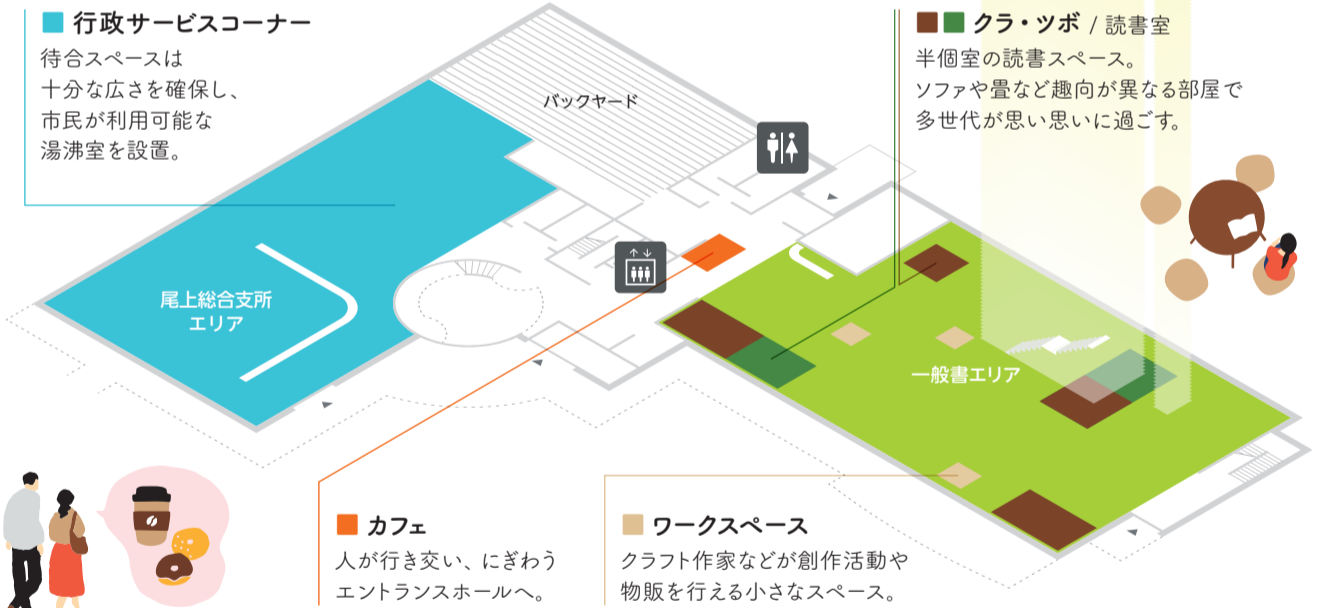 行政サービスコーナー
待合スペースは
十分な広さを確保し、
市民が利用可能な
湯沸室を設置。
クラ・ツボ / 読書室
半個室の読書スペース。
ソファや畳など趣向が異なる部屋で
多世代が思い思いに過ごす。
バックヤード
尾上総合支所
エリア
一般書エリア
カフェ
人が行き交い、にぎわう
エントランスホールへ。
ワークスペース
クラフト作家などが創作活動や
物販を行える小さなスペース。